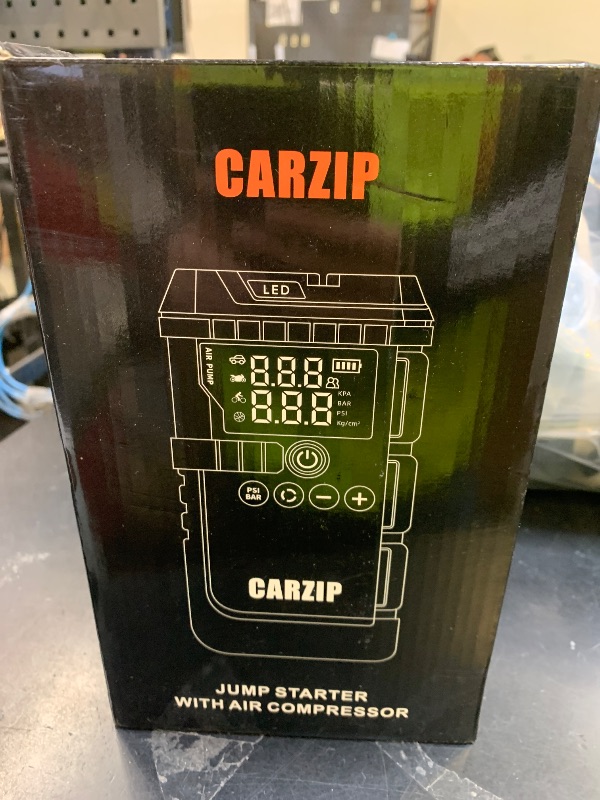 CARZIP
LED
AIR PUMP
8.8.8
KPA
8.8.8
BAR
PSI
Kg/cm²
PSI
BAR
CARZIP
JUMP STARTER
WITH AIR COMPRESSOR